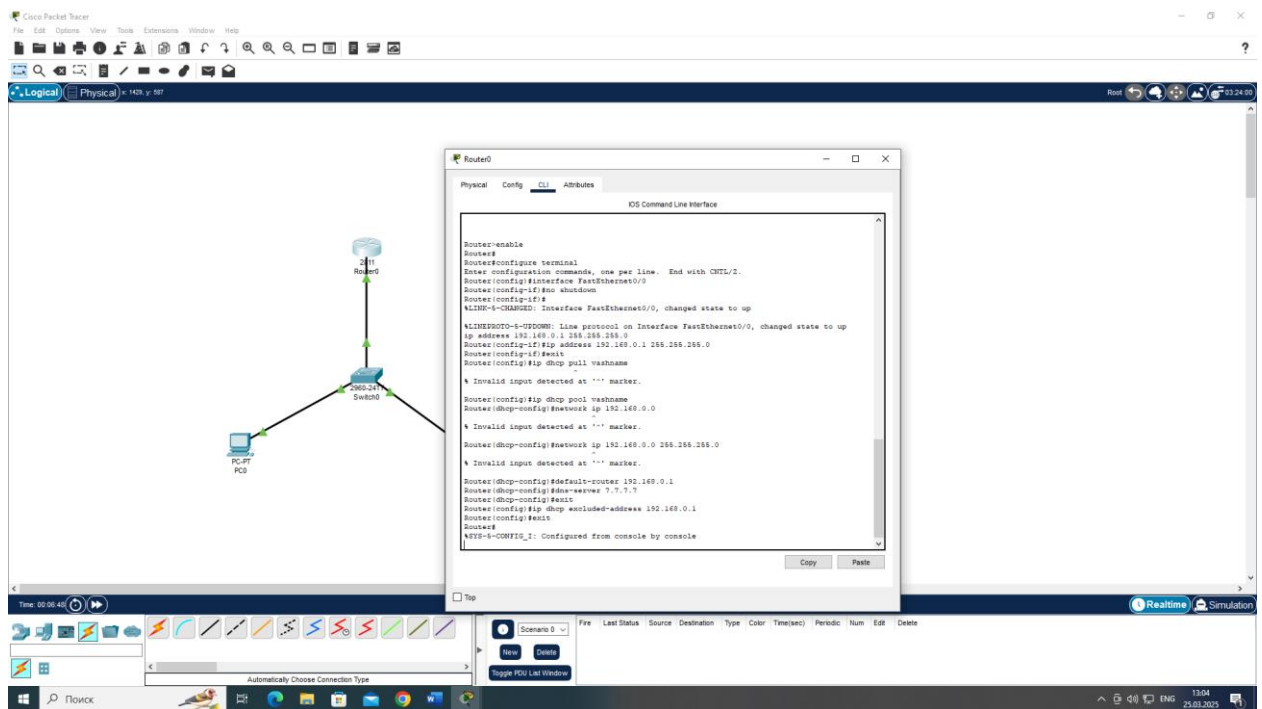 Cisco Packet Tracer
File Edit Options View Tools Extensions Window Help
?
Logical Physical x: 1429, y: 587
Root 03:24:00
Router0
Physical Config CLI Attributes
IOS Command Line Interface
Router>enable
Router#
Router#configure terminal
Enter configuration commands, one per line. End with CNTL/Z.
Router(config)#interface FastEthernet0/0
Router(config-if)#no shutdown
Router(config-if)#
%LINK-5-CHANGED: Interface FastEthernet0/0, changed state to up
%LINEPROTO-5-UPDOWN: Line protocol on Interface FastEthernet0/0, changed state to up
ip address 192.168.0.1 255.255.255.0
Router(config-if)#ip address 192.168.0.1 255.255.255.0
Router(config-if)#exit
Router(config)#ip dhcp pull vashname
^
% Invalid input detected at '^' marker.
Router(config)#ip dhcp pool vashname
Router(dhcp-config)#network ip 192.168.0.0
^
% Invalid input detected at '^' marker.
Router(dhcp-config)#network ip 192.168.0.0 255.255.255.0
^
% Invalid input detected at '^' marker.
Router(dhcp-config)#default-router 192.168.0.1
Router(dhcp-config)#dns-server 7.7.7.7
Router(dhcp-config)#exit
Router(config)#ip dhcp excluded-address 192.168.0.1
Router(config)#exit
Router#
%SYS-5-CONFIG_I: Configured from console by console
Copy Paste
Top
2811
Router0
2960-24TT
Switch0
PC-PT
PC0
Time: 00:06:48
Realtime Simulation
Scenario 0
New Delete
Toggle PDU List Window
Fire Last Status Source Destination Type Color Time(sec) Periodic Num Edit Delete
Automatically Choose Connection Type
Поиск
ENG
13:04
25.03.2025